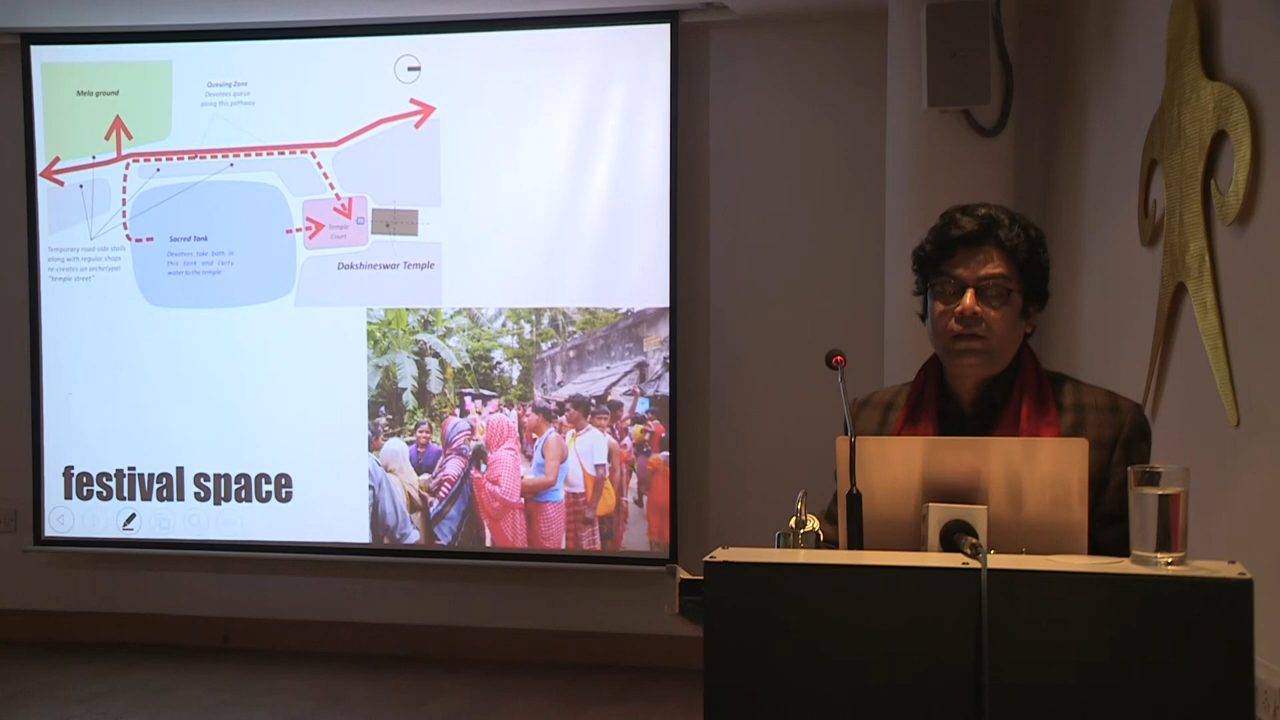 Mela ground
Queuing Zone
Devotees queue
along this pathway
Temporary road side stalls
along with regular shops
re-creates an archetypal
"temple street"
Sacred Tank
Devotees take bath in
this tank and carry
water to the temple
Temple
Court
Dakshineswar Temple
festival space